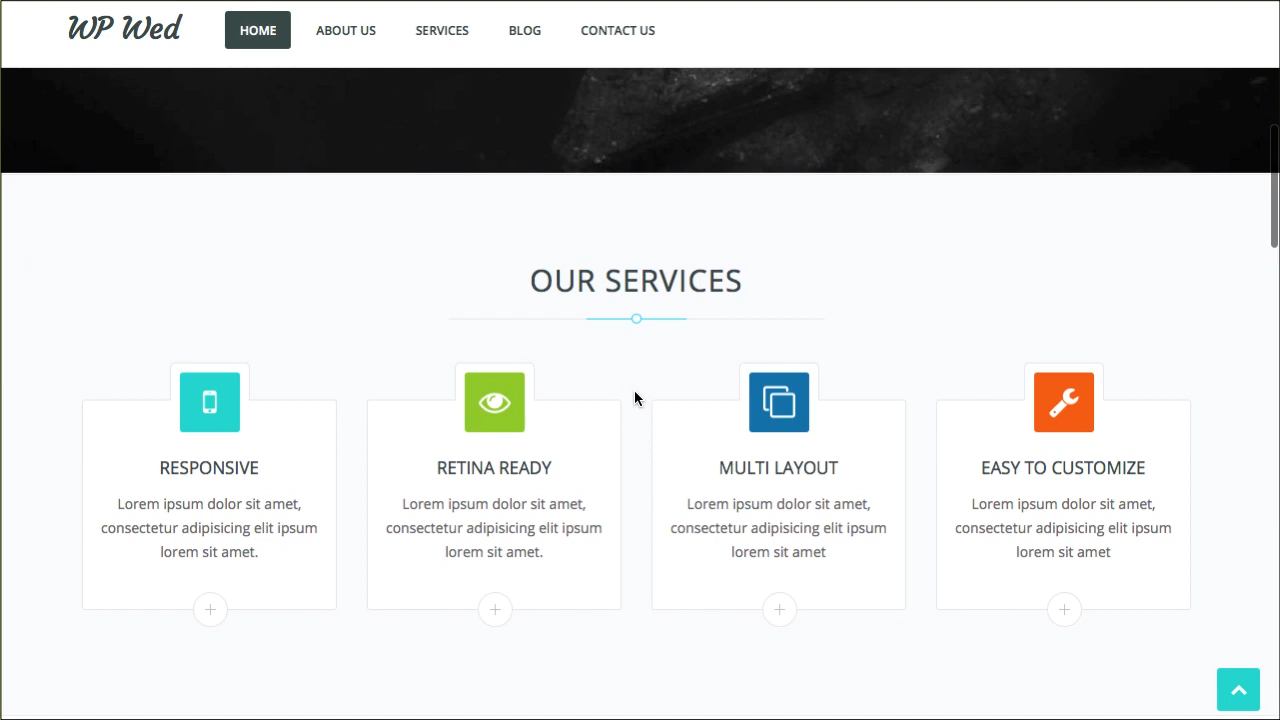 WP Wed
HOME
ABOUT US
SERVICES
BLOG
CONTACT US
OUR SERVICES
RESPONSIVE
Lorem ipsum dolor sit amet,
consectetur adipisicing elit ipsum
lorem sit amet.
RETINA READY
Lorem ipsum dolor sit amet,
consectetur adipisicing elit ipsum
lorem sit amet.
MULTI LAYOUT
Lorem ipsum dolor sit amet,
consectetur adipisicing elit ipsum
lorem sit amet
EASY TO CUSTOMIZE
Lorem ipsum dolor sit amet,
consectetur adipisicing elit ipsum
lorem sit amet